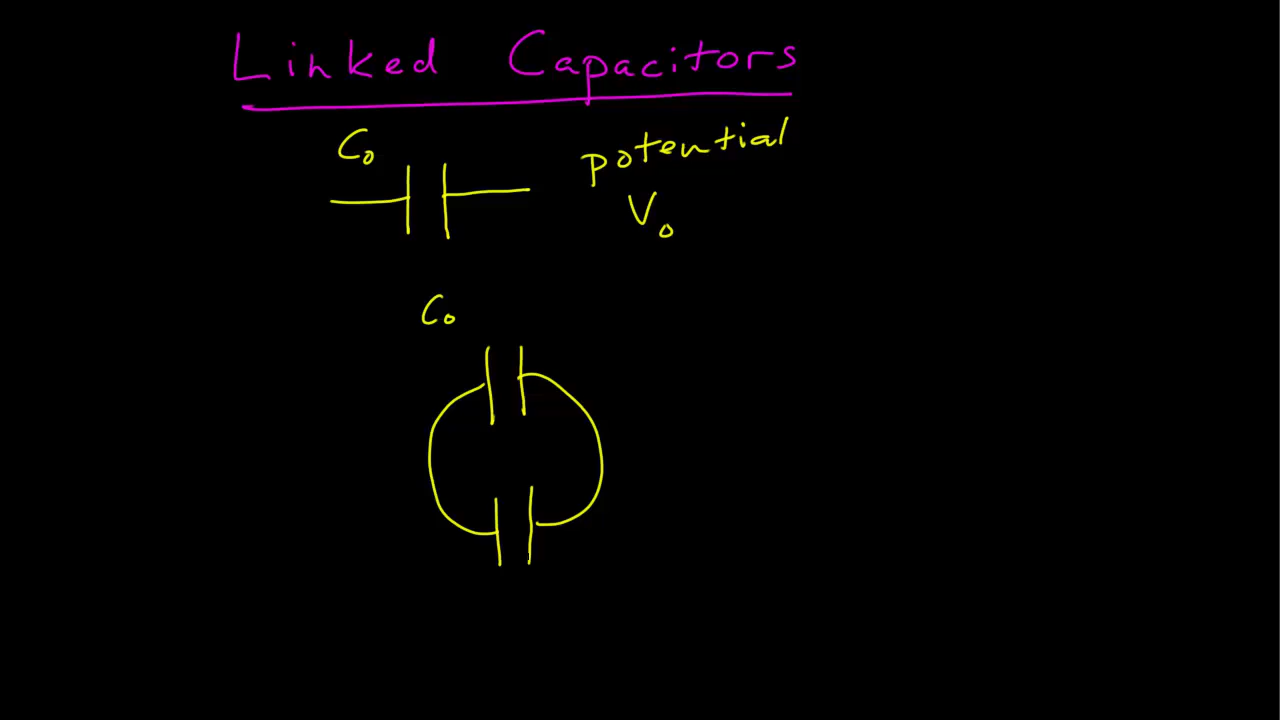 Linked Capacitors
C₀
potential
V₀
C₀